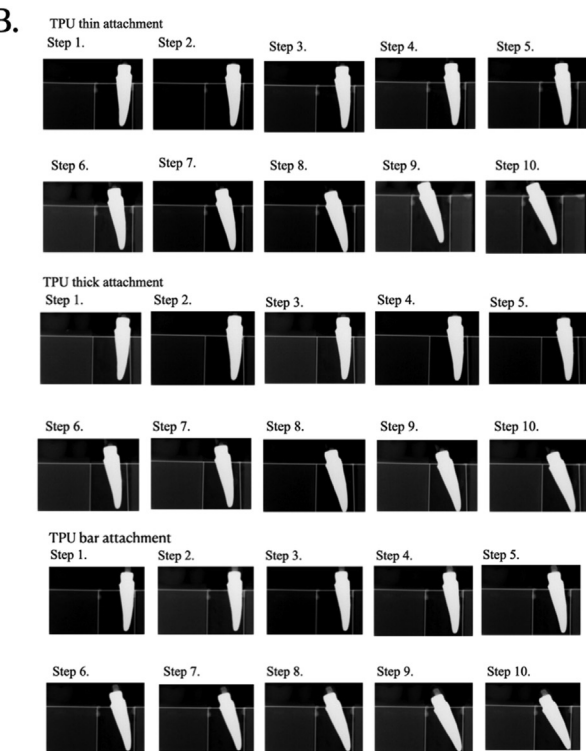 B.
TPU thin attachment
Step 1. Step 2. Step 3. Step 4. Step 5.
Step 6. Step 7. Step 8. Step 9. Step 10.
TPU thick attachment
Step 1. Step 2. Step 3. Step 4. Step 5.
Step 6. Step 7. Step 8. Step 9. Step 10.
TPU bar attachment
Step 1. Step 2. Step 3. Step 4. Step 5.
Step 6. Step 7. Step 8. Step 9. Step 10.